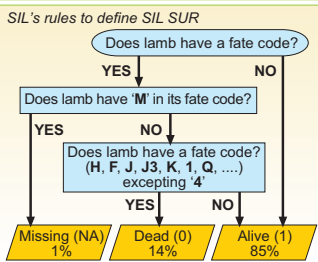 SIL's rules to define SIL SUR
Does lamb have a fate code?
YES
NO
Does lamb have 'M' in its fate code?
YES
NO
Does lamb have a fate code?
(H, F, J, J3, K, 1, Q, ....)
excepting '4'
YES
NO
Missing (NA)
1%
Dead (0)
14%
Alive (1)
85%